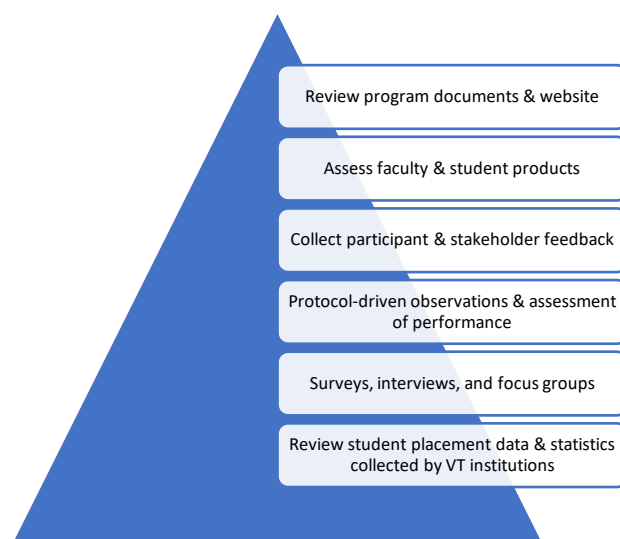 Review program documents & website
Assess faculty & student products
Collect participant & stakeholder feedback
Protocol-driven observations & assessment
of performance
Surveys, interviews, and focus groups
Review student placement data & statistics
collected by VT institutions